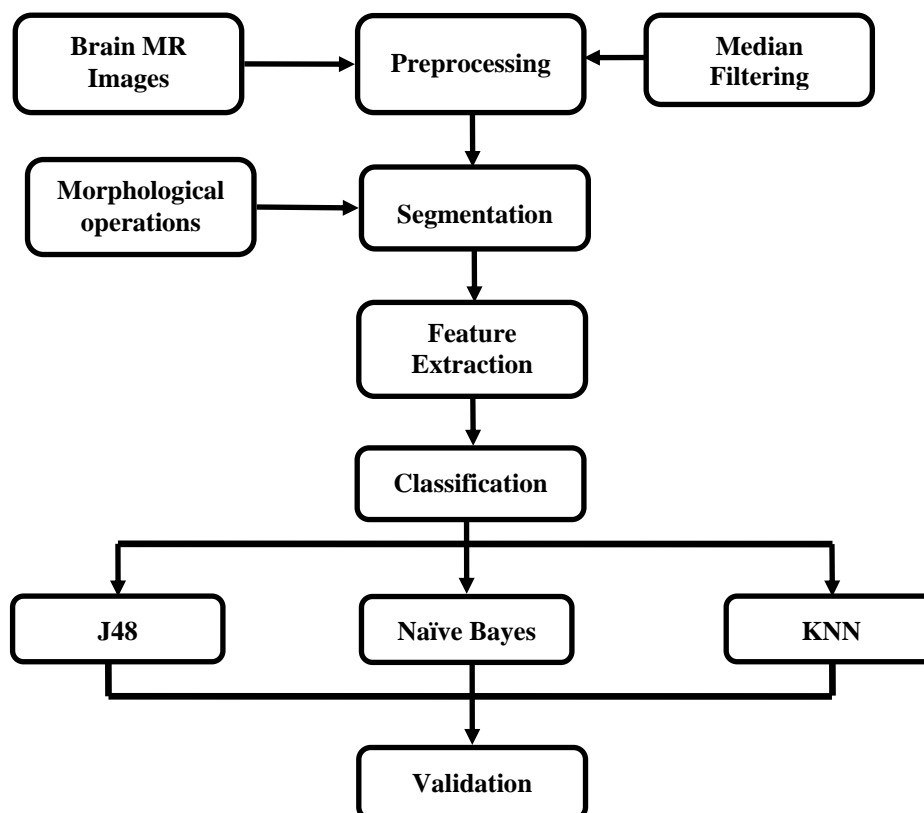 Brain MR
Images
Preprocessing
Median
Filtering
Morphological
operations
Segmentation
Feature
Extraction
Classification
J48
Naïve Bayes
KNN
Validation